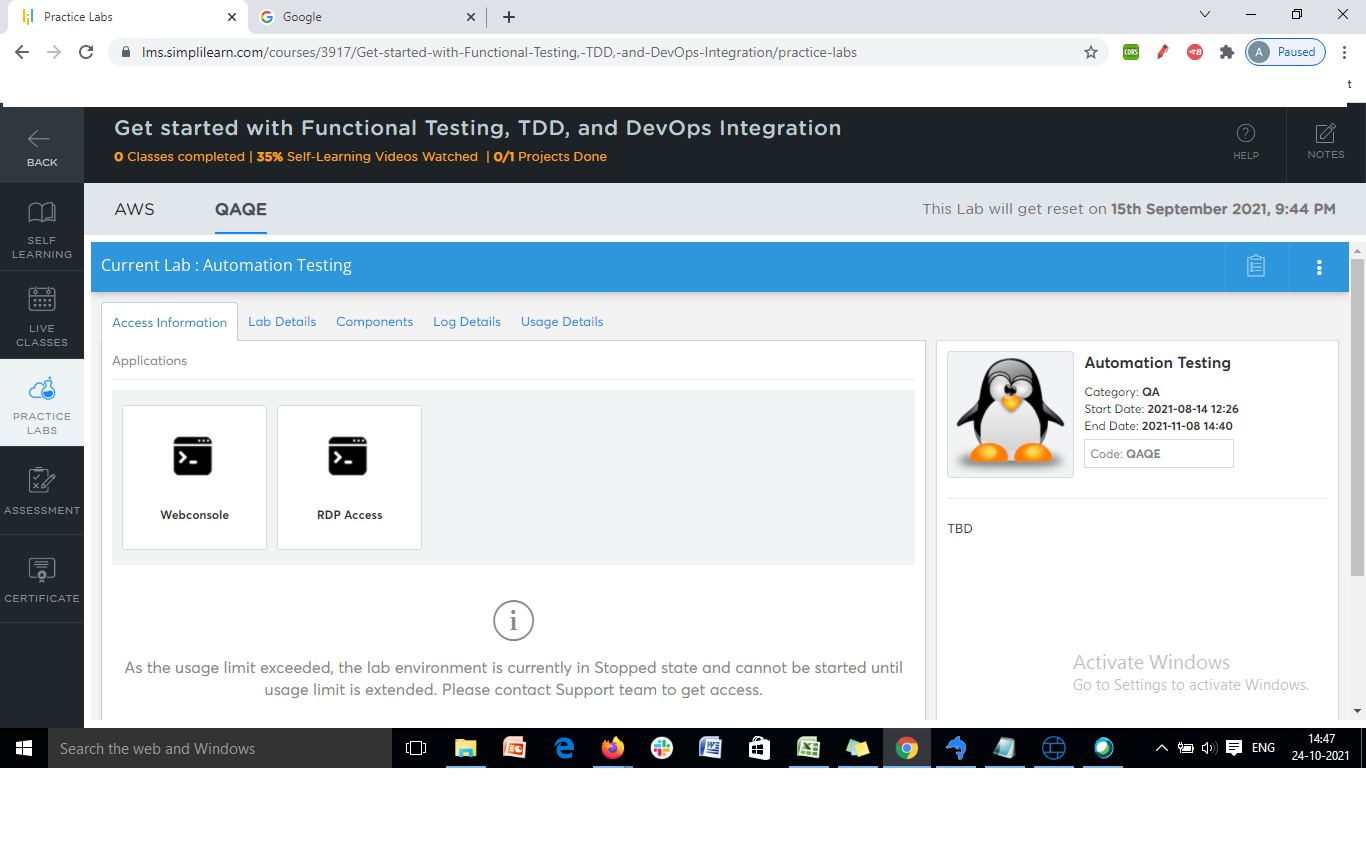 Practice Labs
Google
lms.simplilearn.com/courses/3917/Get-started-with-Functional-Testing,-TDD,-and-DevOps-Integration/practice-labs
CORS
A Paused
t
Get started with Functional Testing, TDD, and DevOps Integration
0 Classes completed | 35% Self-Learning Videos Watched | 0/1 Projects Done
BACK
HELP
NOTES
AWS
QAQE
This Lab will get reset on 15th September 2021, 9:44 PM
SELF
LEARNING
LIVE
CLASSES
PRACTICE
LABS
ASSESSMENT
CERTIFICATE
Current Lab : Automation Testing
Access Information
Lab Details
Components
Log Details
Usage Details
Applications
Webconsole
RDP Access
i
As the usage limit exceeded, the lab environment is currently in Stopped state and cannot be started until
usage limit is extended. Please contact Support team to get access.
Automation Testing
Category: QA
Start Date: 2021-08-14 12:26
End Date: 2021-11-08 14:40
Code: QAQE
TBD
Activate Windows
Go to Settings to activate Windows.
Search the web and Windows
ENG
14:47
24-10-2021